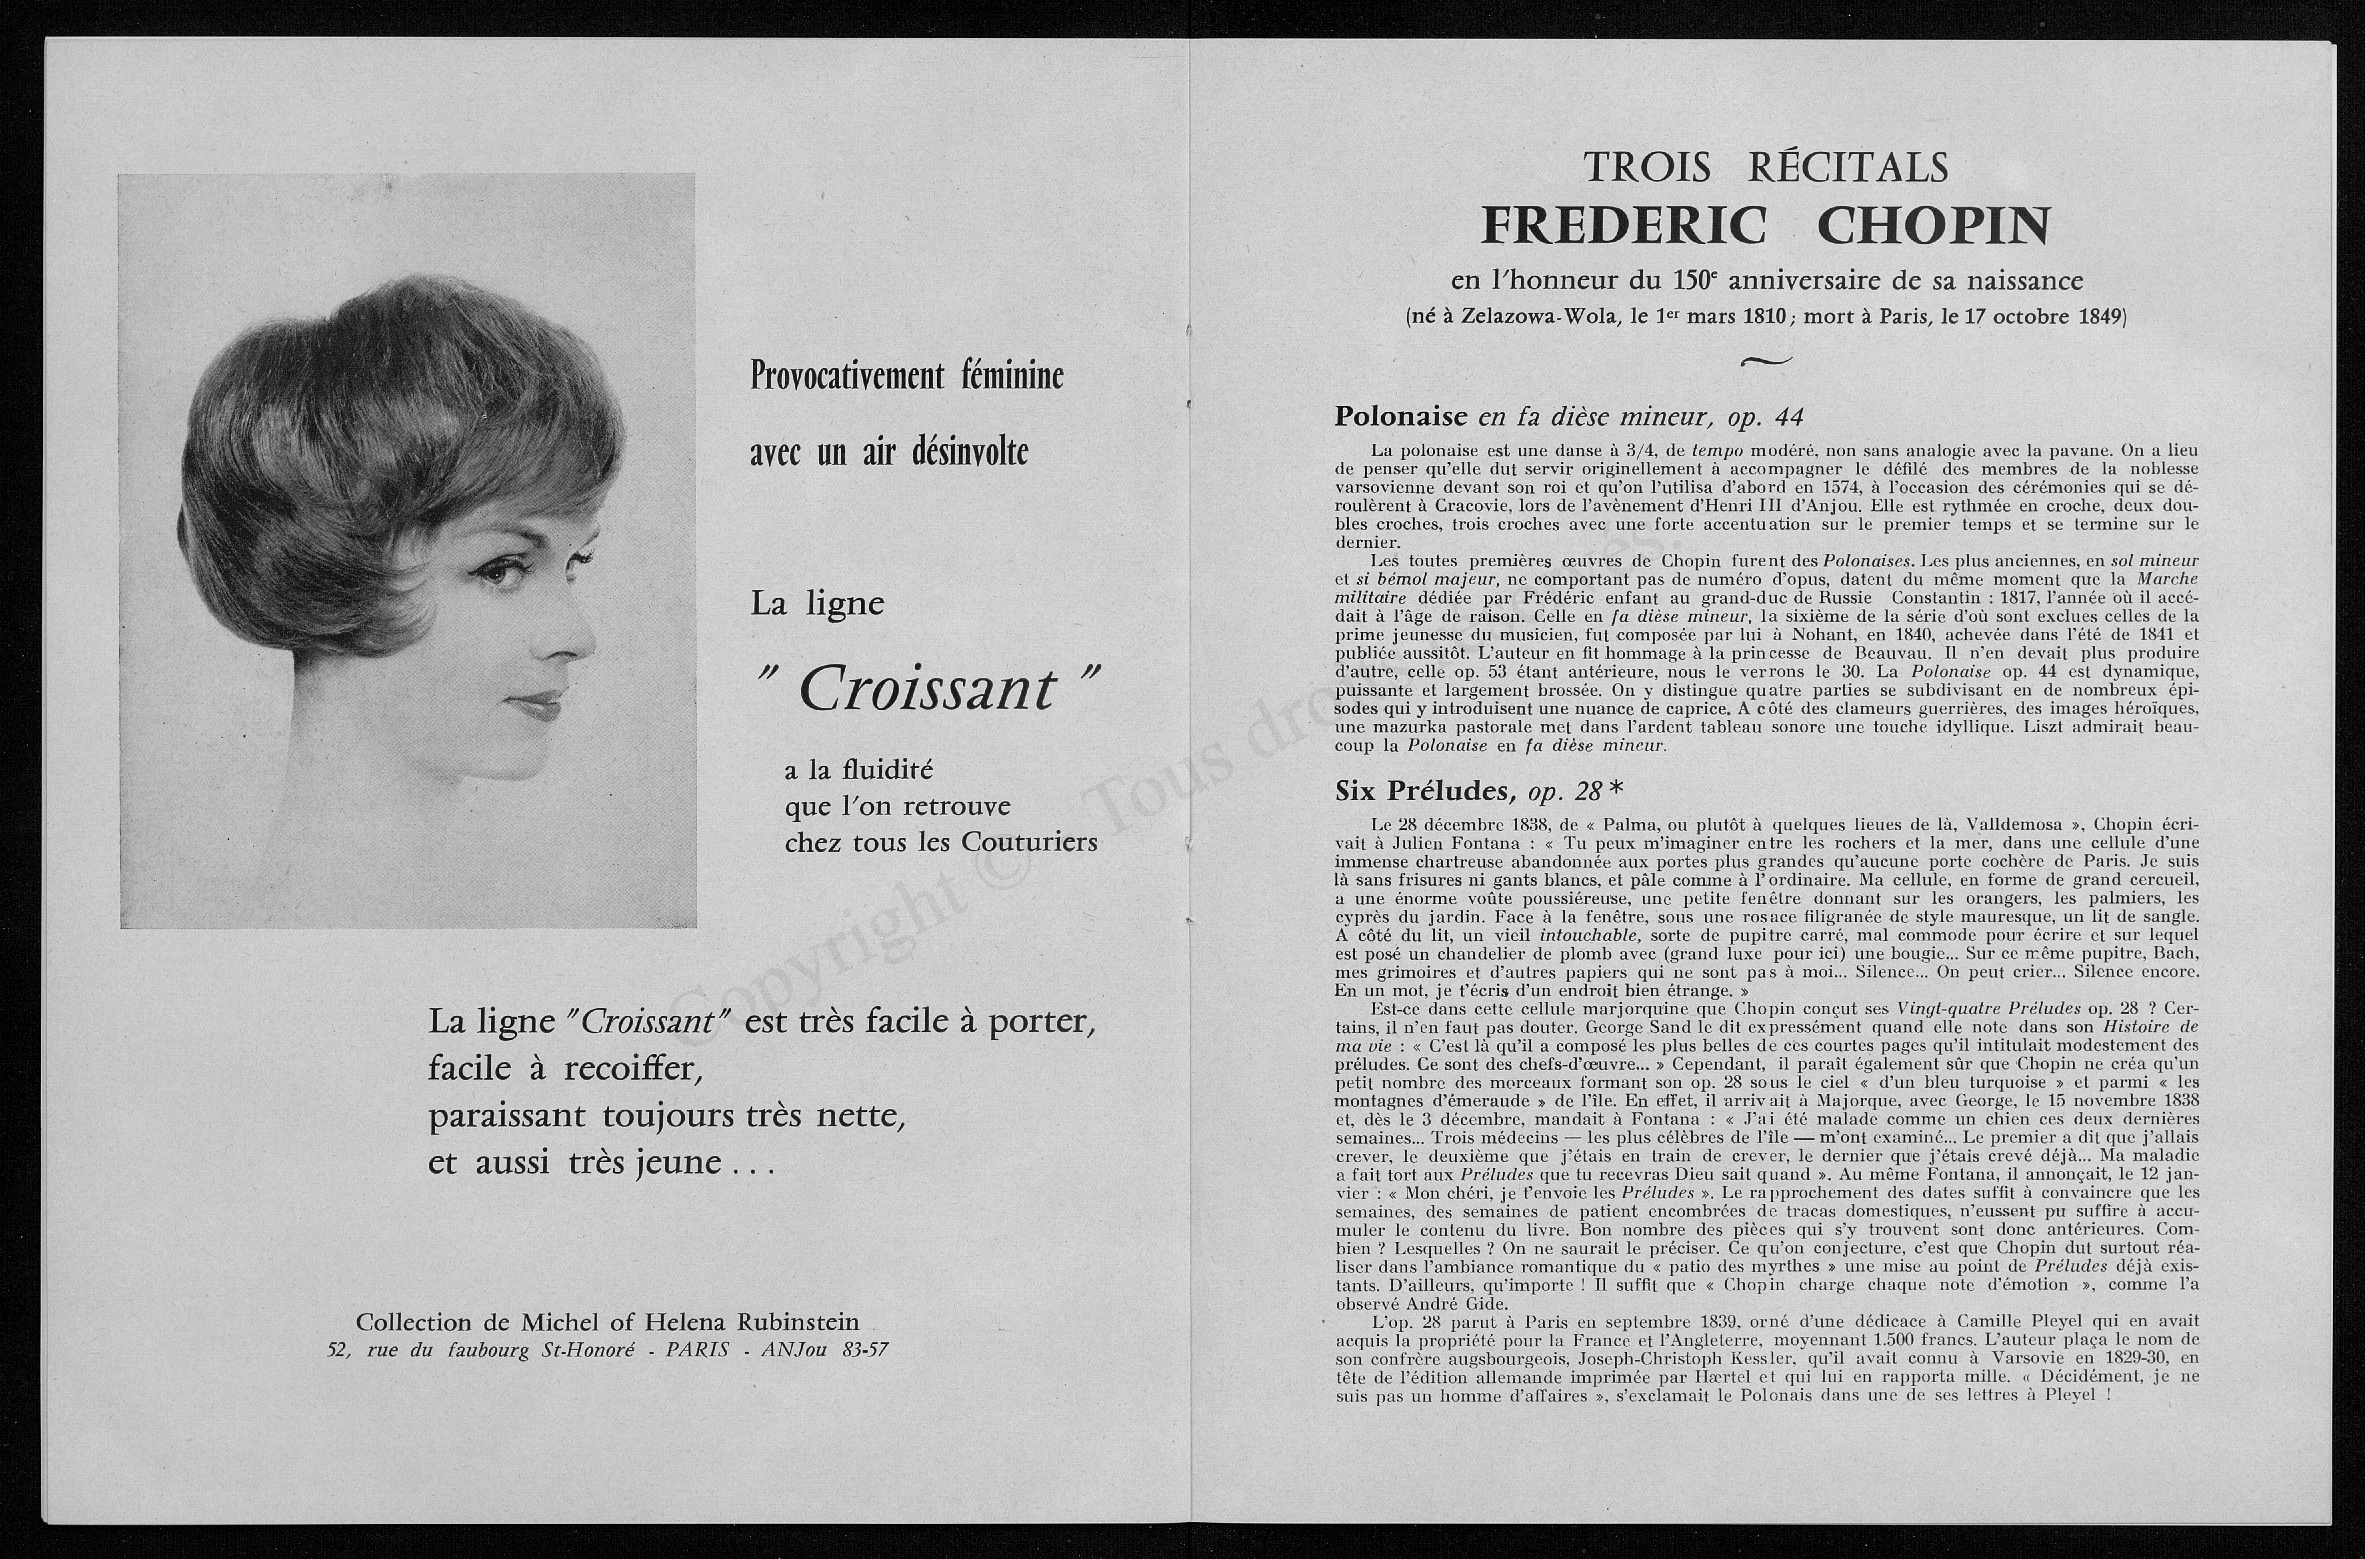 Provocativement féminine
avec un air désinvolte
La ligne
" Croissant "
a la fluidité
que l'on retrouve
chez tous les Couturiers
La ligne "Croissant" est très facile à porter,
facile à recoiffer,
paraissant toujours très nette,
et aussi très jeune . . .
Collection de Michel of Helena Rubinstein
52, rue du faubourg St-Honoré - PARIS - ANJou 83-57
TROIS RÉCITALS
FREDERIC CHOPIN
en l'honneur du 150e anniversaire de sa naissance
(né à Zelazowa-Wola, le 1er mars 1810 ; mort à Paris, le 17 octobre 1849)
Polonaise en fa dièse mineur, op. 44
La polonaise est une danse à 3/4, de tempo modéré, non sans analogie avec la pavane. On a lieu
de penser qu'elle dut servir originellement à accompagner le défilé des membres de la noblesse
varsovienne devant son roi et qu'on l'utilisa d'abord en 1574, à l'occasion des cérémonies qui se dé-
roulèrent à Cracovie, lors de l'avènement d'Henri III d'Anjou. Elle est rythmée en croche, deux dou-
bles croches, trois croches avec une forte accentuation sur le premier temps et se termine sur le
dernier.
Les toutes premières œuvres de Chopin furent des Polonaises. Les plus anciennes, en sol mineur
et si bémol majeur, ne comportant pas de numéro d'opus, datent du même moment que la Marche
militaire dédiée par Frédéric enfant au grand-duc de Russie Constantin : 1817, l'année où il accé-
dait à l'âge de raison. Celle en fa dièse mineur, la sixième de la série d'où sont exclues celles de la
prime jeunesse du musicien, fut composée par lui à Nohant, en 1840, achevée dans l'été de 1841 et
publiée aussitôt. L'auteur en fit hommage à la princesse de Beauvau. Il n'en devait plus produire
d'autre, celle op. 53 étant antérieure, nous le verrons le 30. La Polonaise op. 44 est dynamique,
puissante et largement brossée. On y distingue quatre parties se subdivisant en de nombreux épi-
sodes qui y introduisent une nuance de caprice. A côté des clameurs guerrières, des images héroïques,
une mazurka pastorale met dans l'ardent tableau sonore une touche idyllique. Liszt admirait beau-
coup la Polonaise en fa dièse mineur.
Six Préludes, op. 28 *
Le 28 décembre 1838, de « Palma, ou plutôt à quelques lieues de là, Valldemosa », Chopin écri-
vait à Julien Fontana : « Tu peux m'imaginer entre les rochers et la mer, dans une cellule d'une
immense chartreuse abandonnée aux portes plus grandes qu'aucune porte cochère de Paris. Je suis
là sans frisures ni gants blancs, et pâle comme à l'ordinaire. Ma cellule, en forme de grand cercueil,
a une énorme voûte poussiéreuse, une petite fenêtre donnant sur les orangers, les palmiers, les
cyprès du jardin. Face à la fenêtre, sous une rosace filigranée de style mauresque, un lit de sangle.
A côté du lit, un vieil intouchable, sorte de pupitre carré, mal commode pour écrire et sur lequel
est posé un chandelier de plomb avec (grand luxe pour ici) une bougie... Sur ce même pupitre, Bach,
mes grimoires et d'autres papiers qui ne sont pas à moi... Silence... On peut crier... Silence encore.
En un mot, je t'écris d'un endroit bien étrange. »
Est-ce dans cette cellule marjorquine que Chopin conçut ses Vingt-quatre Préludes op. 28 ? Cer-
tains, il n'en faut pas douter. George Sand le dit expressément quand elle note dans son Histoire de
ma vie : « C'est là qu'il a composé les plus belles de ces courtes pages qu'il intitulait modestement des
préludes. Ce sont des chefs-d'œuvre... » Cependant, il paraît également sûr que Chopin ne créa qu'un
petit nombre des morceaux formant son op. 28 sous le ciel « d'un bleu turquoise » et parmi « les
montagnes d'émeraude » de l'île. En effet, il arrivait à Majorque, avec George, le 15 novembre 1838
et, dès le 3 décembre, mandait à Fontana : « J'ai été malade comme un chien ces deux dernières
semaines... Trois médecins — les plus célèbres de l'île — m'ont examiné... Le premier a dit que j'allais
crever, le deuxième que j'étais en train de crever, le dernier que j'étais crevé déjà... Ma maladie
a fait tort aux Préludes que tu recevras Dieu sait quand ». Au même Fontana, il annonçait, le 12 jan-
vier : « Mon chéri, je t'envoie les Préludes ». Le rapprochement des dates suffit à convaincre que les
semaines, des semaines de patient encombrées de tracas domestiques, n'eussent pu suffire à accu-
muler le contenu du livre. Bon nombre des pièces qui s'y trouvent sont donc antérieures. Com-
bien ? Lesquelles ? On ne saurait le préciser. Ce qu'on conjecture, c'est que Chopin dut surtout réa-
liser dans l'ambiance romantique du « patio des myrthes » une mise au point de Préludes déjà exis-
tants. D'ailleurs, qu'importe ! Il suffit que « Chopin charge chaque note d'émotion », comme l'a
observé André Gide.
L'op. 28 parut à Paris en septembre 1839, orné d'une dédicace à Camille Pleyel qui en avait
acquis la propriété pour la France et l'Angleterre, moyennant 1.500 francs. L'auteur plaça le nom de
son confrère augsbourgeois, Joseph-Christoph Kessler, qu'il avait connu à Varsovie en 1829-30, en
tête de l'édition allemande imprimée par Hærtel et qui lui en rapporta mille. « Décidément, je ne
suis pas un homme d'affaires », s'exclamait le Polonais dans une de ses lettres à Pleyel !
Copyright © - Tous droits